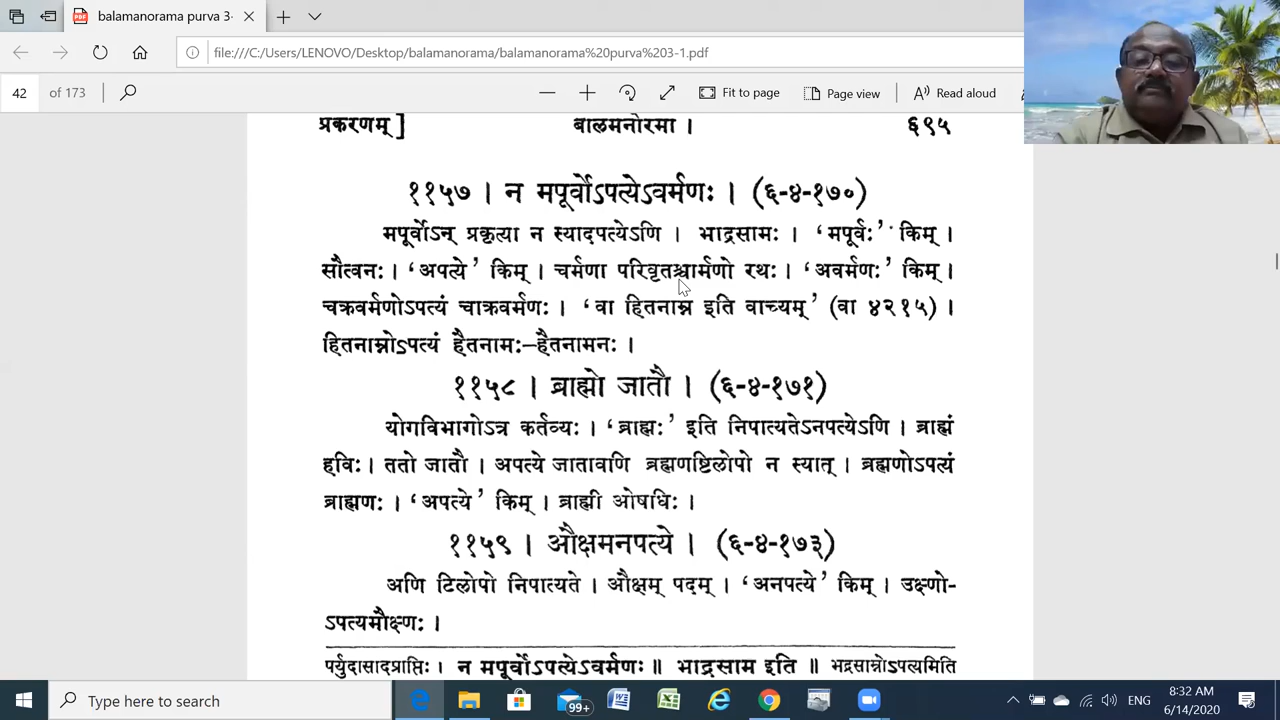 balamanorama purva 3-
file:///C:/Users/LENOVO/Desktop/balamanorama/balamanorama%20purva%203-1.pdf
42 of 173
Fit to page
Page view
Read aloud
प्रकरणम् ] बालमनोरमा । ६९५
११५७ । न मपूर्वोऽपत्येऽवर्मणः । (६-४-१७०)
मपूर्वोऽन् प्रकृत्या न स्यादपत्येऽणि । भाद्रसामः । ‘मपूर्वः’ किम् ।
सौत्वनः । ‘अपत्ये’ किम् । चर्मणा परिवृतश्चार्मणो रथः । ‘अवर्मणः’ किम् ।
चक्रवर्मणोऽपत्यं चाक्रवर्मणः । ‘वा हितनाम्न इति वाच्यम्’ (वा ४२१५) ।
हितनाम्नोऽपत्यं हैतनामः–हैतनामनः ।
११५८ । ब्राह्मो जातौ । (६-४-१७१)
योगविभागोऽत्र कर्तव्यः । ‘ब्राह्मः’ इति निपात्यतेऽनपत्येऽणि । ब्राह्मं
हविः । ततो जातौ । अपत्ये जातावणि ब्रह्मणष्टिलोपो न स्यात् । ब्रह्मणोऽपत्यं
ब्राह्मणः । ‘अपत्ये’ किम् । ब्राह्मी ओषधिः ।
११५९ । औक्षमनपत्ये । (६-४-१७३)
अणि टिलोपो निपात्यते । औक्षम् पदम् । ‘अनपत्ये’ किम् । उक्ष्णो-
ऽपत्यमौक्ष्णः ।
पर्युदासादप्राप्तिः । न मपूर्वोऽपत्येऽवर्मणः ॥ भाद्रसाम इति ॥ भद्रसाम्नोऽपत्यमिति
Type here to search
99+
ENG
8:32 AM
6/14/2020